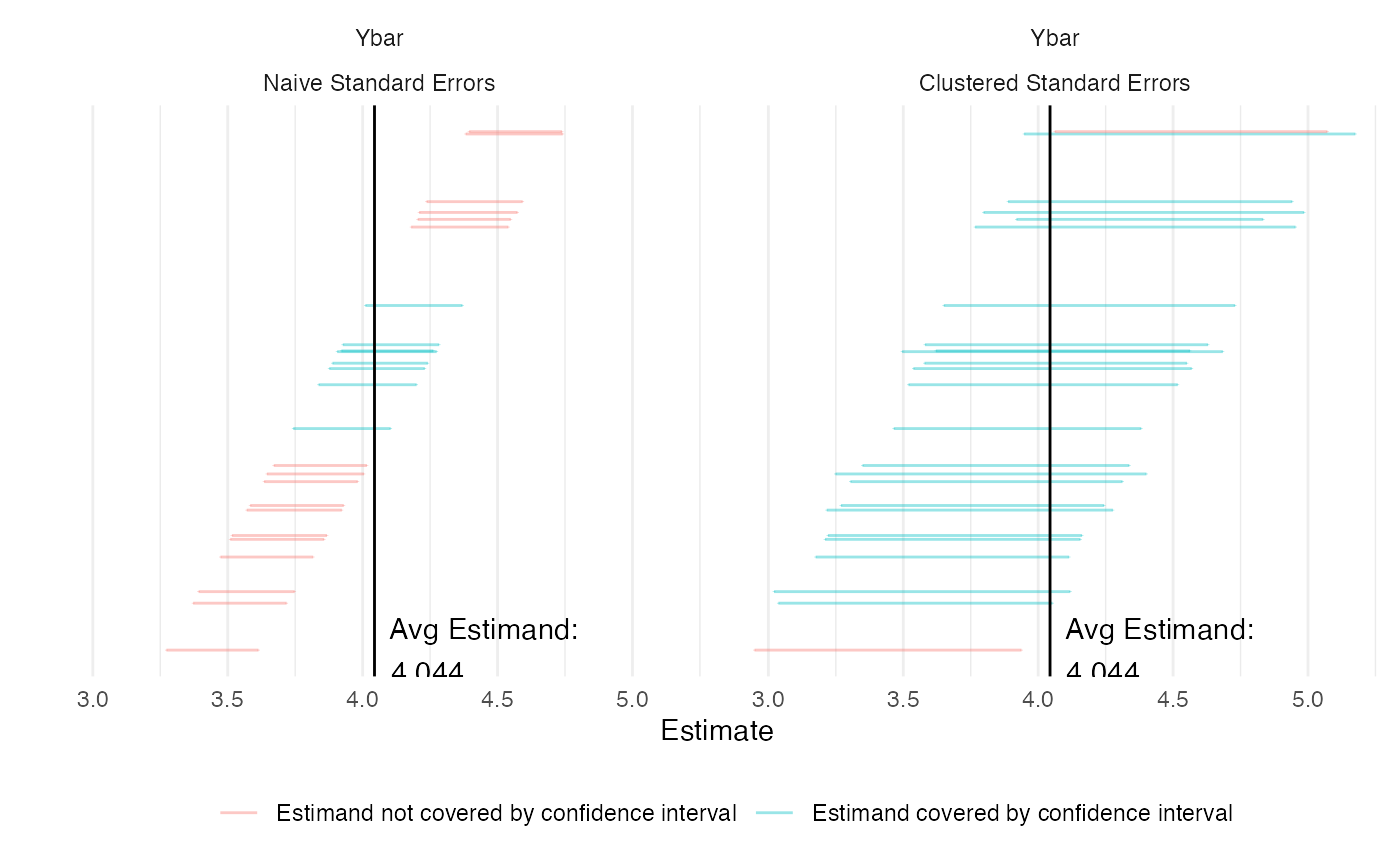 Ybar
Naive Standard Errors
Ybar
Clustered Standard Errors
Avg Estimand:
4.044
Avg Estimand:
4.044
3.0 3.5 4.0 4.5 5.0
3.0 3.5 4.0 4.5 5.0
Estimate
Estimand not covered by confidence interval
Estimand covered by confidence interval